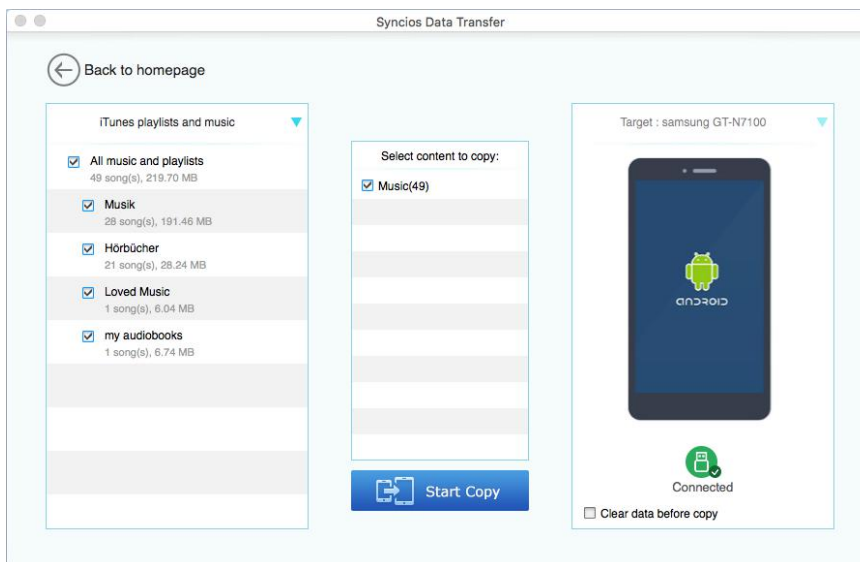 Syncios Data Transfer
Back to homepage
iTunes playlists and music
All music and playlists
49 song(s), 219.70 MB
Musik
28 song(s), 191.46 MB
Hörbücher
21 song(s), 28.24 MB
Loved Music
1 song(s), 6.04 MB
my audiobooks
1 song(s), 6.74 MB
Select content to copy:
Music(49)
Start Copy
Target : samsung GT-N7100
ANDROID
Connected
Clear data before copy